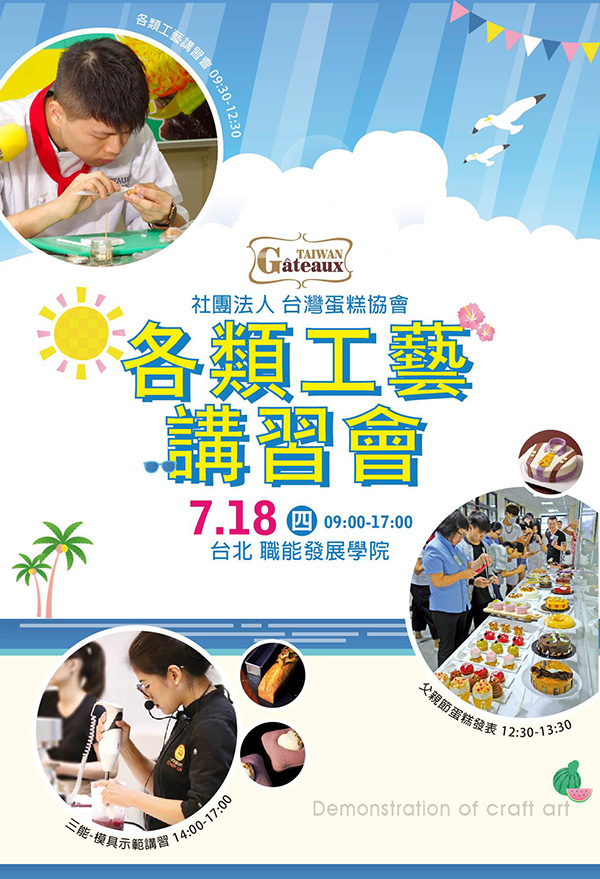 各類工藝講習會 09:30-12:30
TAIWAN
Gâteaux
社團法人 台灣蛋糕協會
各類工藝
講習會
7.18 四 09:00-17:00
台北 職能發展學院
父親節蛋糕發表 12:30-13:30
三能-模具示範講習 14:00-17:00
Demonstration of craft art